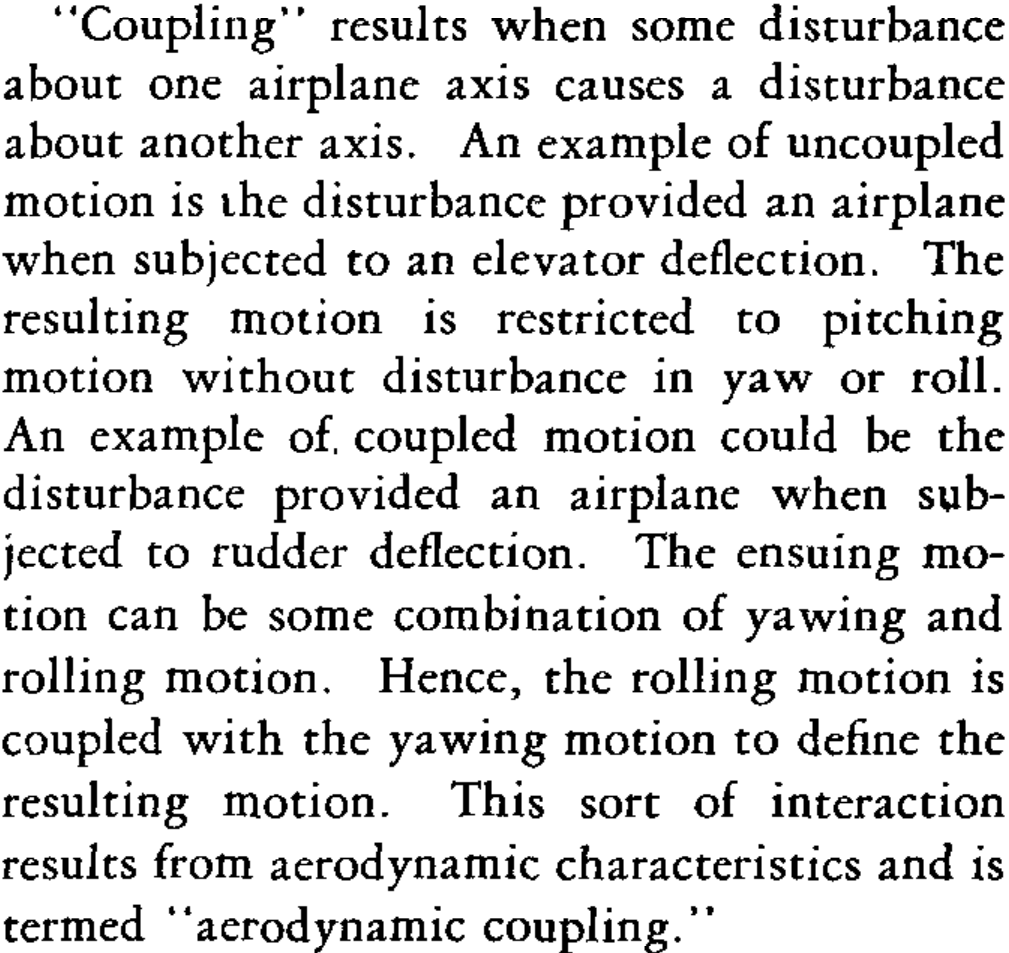 "Coupling" results when some disturbance
about one airplane axis causes a disturbance
about another axis. An example of uncoupled
motion is the disturbance provided an airplane
when subjected to an elevator deflection. The
resulting motion is restricted to pitching
motion without disturbance in yaw or roll.
An example of coupled motion could be the
disturbance provided an airplane when sub-
jected to rudder deflection. The ensuing mo-
tion can be some combination of yawing and
rolling motion. Hence, the rolling motion is
coupled with the yawing motion to define the
resulting motion. This sort of interaction
results from aerodynamic characteristics and is
termed "aerodynamic coupling."